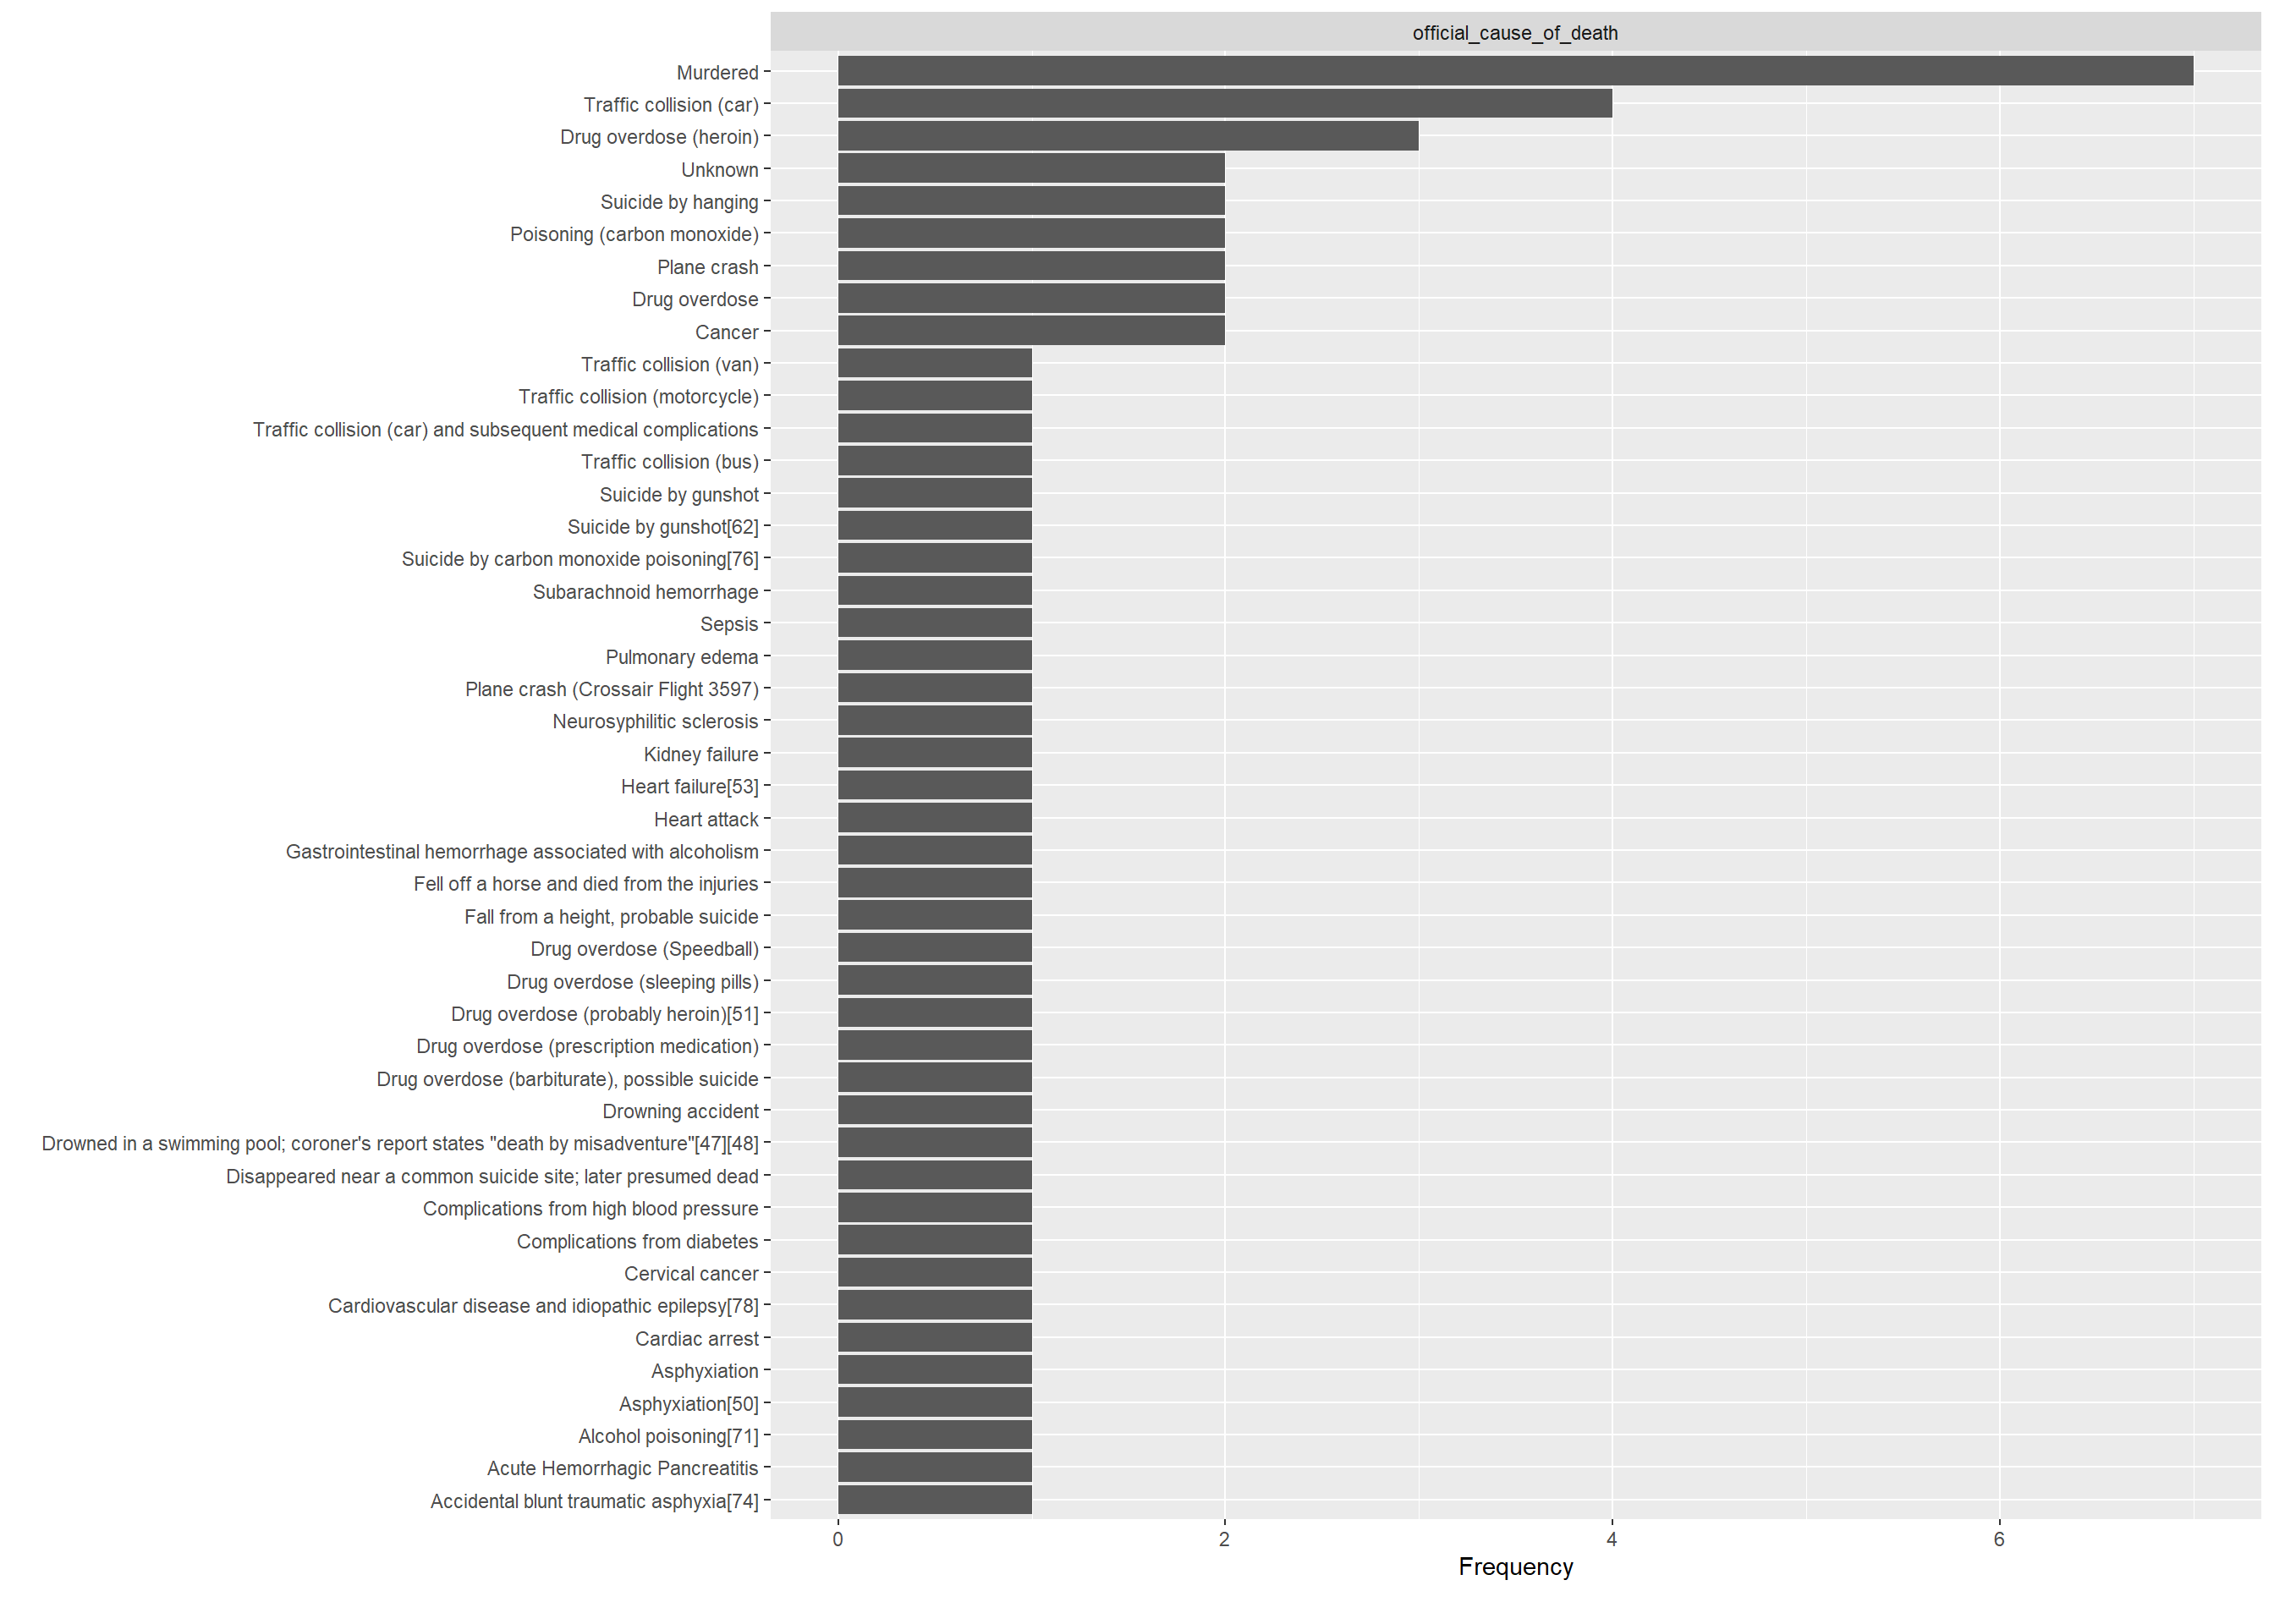 official_cause_of_death
Murdered
Traffic collision (car)
Drug overdose (heroin)
Unknown
Suicide by hanging
Poisoning (carbon monoxide)
Plane crash
Drug overdose
Cancer
Traffic collision (van)
Traffic collision (motorcycle)
Traffic collision (car) and subsequent medical complications
Traffic collision (bus)
Suicide by gunshot
Suicide by gunshot[62]
Suicide by carbon monoxide poisoning[76]
Subarachnoid hemorrhage
Sepsis
Pulmonary edema
Plane crash (Crossair Flight 3597)
Neurosyphilitic sclerosis
Kidney failure
Heart failure[53]
Heart attack
Gastrointestinal hemorrhage associated with alcoholism
Fell off a horse and died from the injuries
Fall from a height, probable suicide
Drug overdose (Speedball)
Drug overdose (sleeping pills)
Drug overdose (probably heroin)[51]
Drug overdose (prescription medication)
Drug overdose (barbiturate), possible suicide
Drowning accident
Drowned in a swimming pool; coroner's report states "death by misadventure"[47][48]
Disappeared near a common suicide site; later presumed dead
Complications from high blood pressure
Complications from diabetes
Cervical cancer
Cardiovascular disease and idiopathic epilepsy[78]
Cardiac arrest
Asphyxiation
Asphyxiation[50]
Alcohol poisoning[71]
Acute Hemorrhagic Pancreatitis
Accidental blunt traumatic asphyxia[74]
0 2 4 6
Frequency